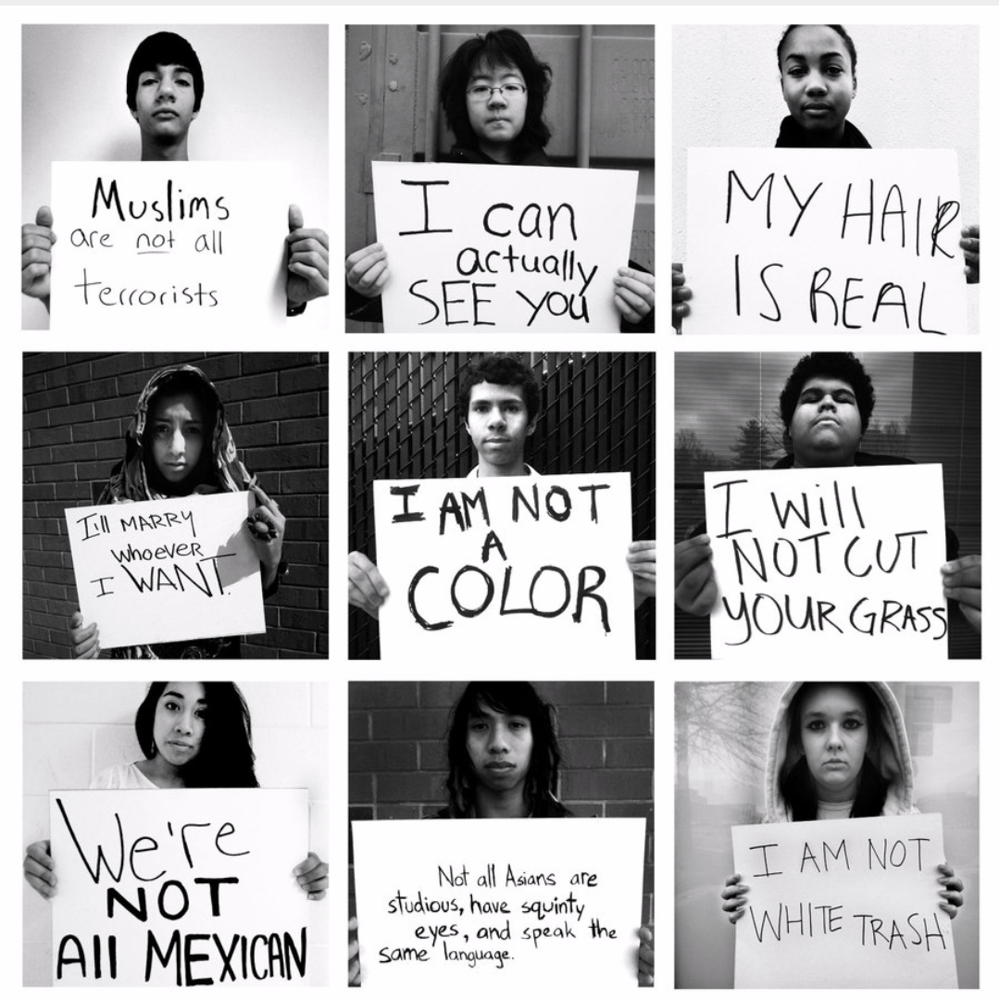 Muslims
are not all
terrorists
I can
actually
SEE YOU
MY HAIR
IS REAL
I'll MARRY
whoever
I WANT.
I AM NOT
A
COLOR
I Will
NOT CUT
YOUR GRASS
We're
NOT
All MEXICAN
Not all Asians are
studious, have squinty
eyes, and speak the
same language.
I AM NOT
WHITE TRASH